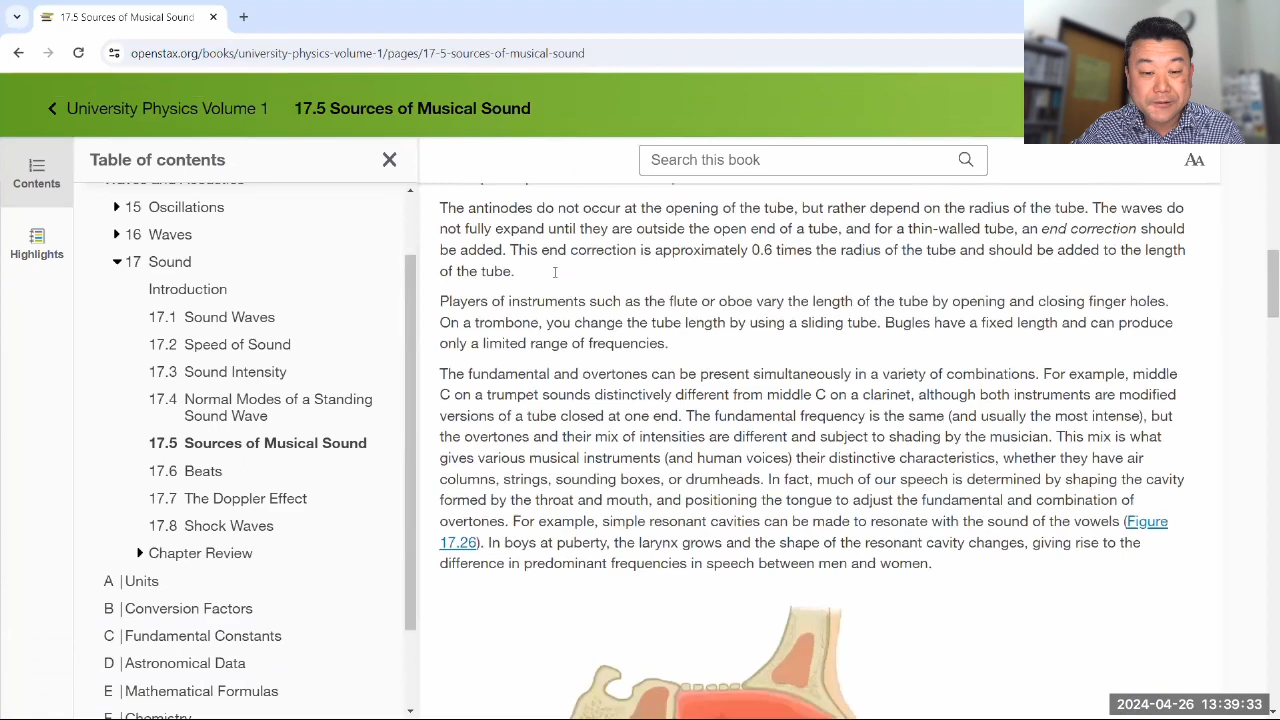 17.5 Sources of Musical Sound
openstax.org/books/university-physics-volume-1/pages/17-5-sources-of-musical-sound
University Physics Volume 1
17.5 Sources of Musical Sound
Contents
Highlights
Table of contents
15 Oscillations
16 Waves
17 Sound
Introduction
17.1 Sound Waves
17.2 Speed of Sound
17.3 Sound Intensity
17.4 Normal Modes of a Standing
Sound Wave
17.5 Sources of Musical Sound
17.6 Beats
17.7 The Doppler Effect
17.8 Shock Waves
Chapter Review
A | Units
B | Conversion Factors
C | Fundamental Constants
D | Astronomical Data
E | Mathematical Formulas
Search this book
AA
The antinodes do not occur at the opening of the tube, but rather depend on the radius of the tube. The waves do
not fully expand until they are outside the open end of a tube, and for a thin-walled tube, an end correction should
be added. This end correction is approximately 0.6 times the radius of the tube and should be added to the length
of the tube.
Players of instruments such as the flute or oboe vary the length of the tube by opening and closing finger holes.
On a trombone, you change the tube length by using a sliding tube. Bugles have a fixed length and can produce
only a limited range of frequencies.
The fundamental and overtones can be present simultaneously in a variety of combinations. For example, middle
C on a trumpet sounds distinctively different from middle C on a clarinet, although both instruments are modified
versions of a tube closed at one end. The fundamental frequency is the same (and usually the most intense), but
the overtones and their mix of intensities are different and subject to shading by the musician. This mix is what
gives various musical instruments (and human voices) their distinctive characteristics, whether they have air
columns, strings, sounding boxes, or drumheads. In fact, much of our speech is determined by shaping the cavity
formed by the throat and mouth, and positioning the tongue to adjust the fundamental and combination of
overtones. For example, simple resonant cavities can be made to resonate with the sound of the vowels (Figure
17.26). In boys at puberty, the larynx grows and the shape of the resonant cavity changes, giving rise to the
difference in predominant frequencies in speech between men and women.
2024-04-26 13:39:33